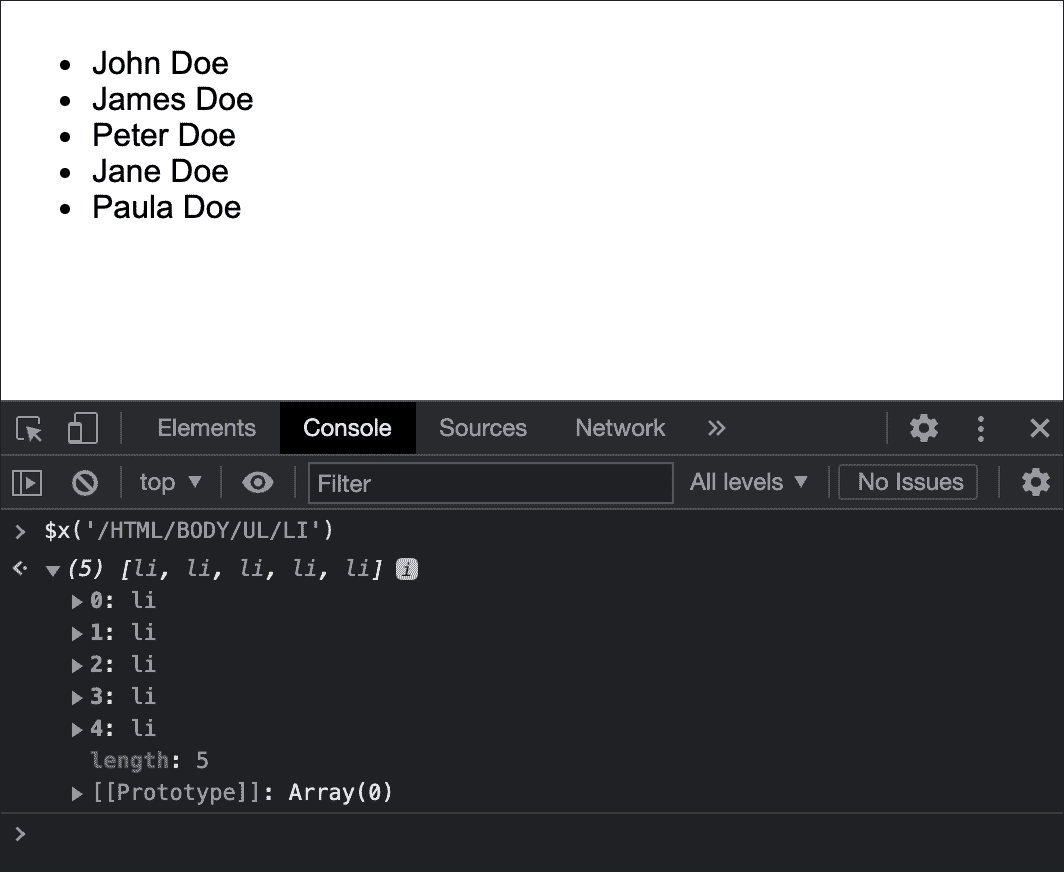 • John Doe
• James Doe
• Peter Doe
• Jane Doe
• Paula Doe
Elements Console Sources Network »
top ▼ Filter All levels ▼ No Issues
> $x('/HTML/BODY/UL/LI')
<· ▼ (5) [li, li, li, li, li] i
▶ 0: li
▶ 1: li
▶ 2: li
▶ 3: li
▶ 4: li
length: 5
▶ [[Prototype]]: Array(0)
>